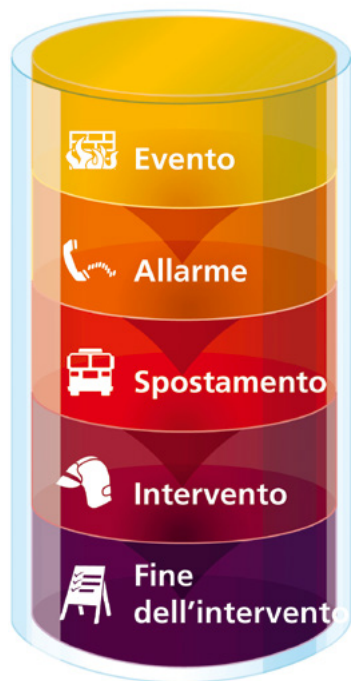 Evento
Allarme
Spostamento
Intervento
Fine
dell’intervento